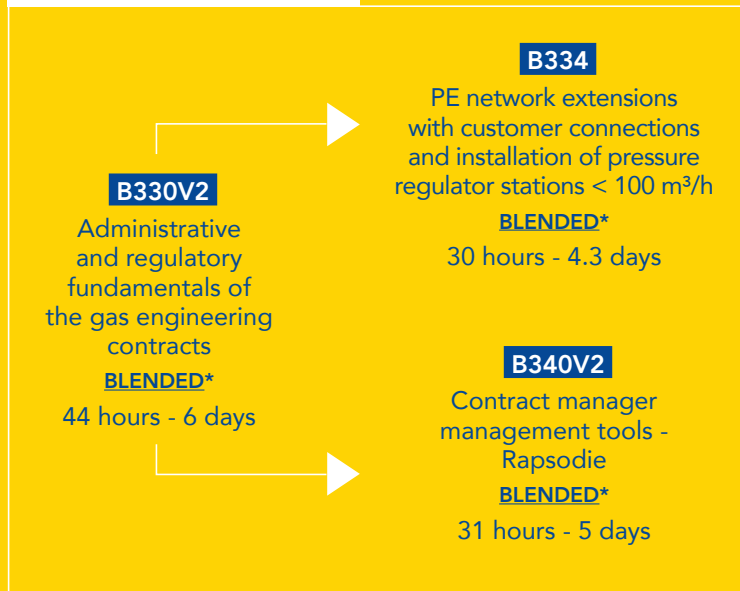 B330V2
Administrative
and regulatory
fundamentals of
the gas engineering
contracts
BLENDED*
44 hours - 6 days
B334
PE network extensions
with customer connections
and installation of pressure
regulator stations < 100 m³/h
BLENDED*
30 hours - 4.3 days
B340V2
Contract manager
management tools -
Rapsodie
BLENDED*
31 hours - 5 days